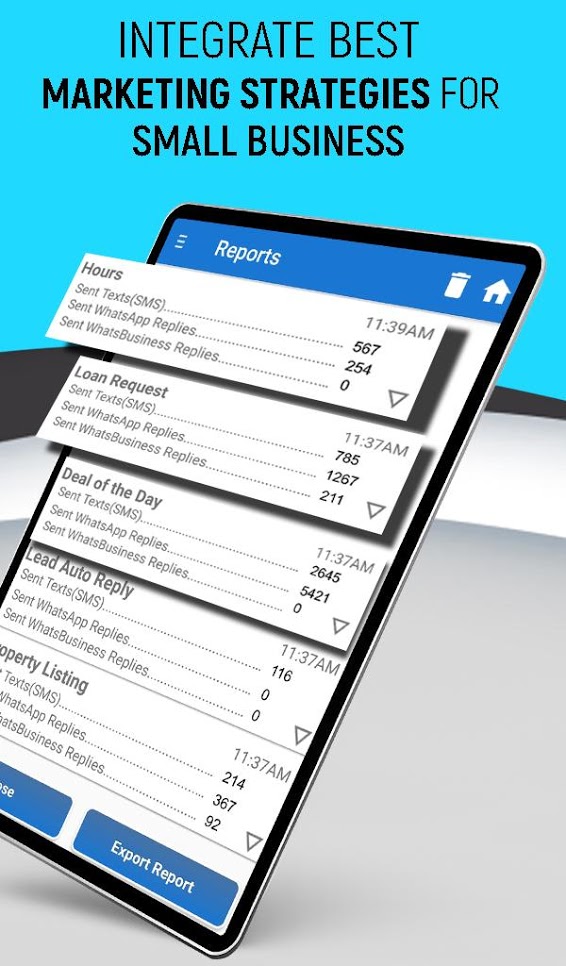 INTEGRATE BEST
MARKETING STRATEGIES FOR
SMALL BUSINESS
Reports
Hours
11:39AM
Sent Texts(SMS)........................................ 567
Sent WhatsApp Replies........................................ 254
Sent WhatsBusiness Replies........................................ 0
Loan Request
11:37AM
Sent Texts(SMS)........................................ 785
Sent WhatsApp Replies........................................ 1267
Sent WhatsBusiness Replies........................................ 211
Deal of the Day
11:37AM
Sent Texts(SMS)........................................ 2645
Sent WhatsApp Replies........................................ 5421
Sent WhatsBusiness Replies........................................ 0
Lead Auto Reply
11:37AM
Sent Texts(SMS)........................................ 116
Sent WhatsApp Replies........................................ 0
Sent WhatsBusiness Replies........................................ 0
operty Listing
11:37AM
Texts(SMS)........................................ 214
WhatsApp Replies........................................ 367
hatsBusiness Replies........................................ 92
ose
Export Report